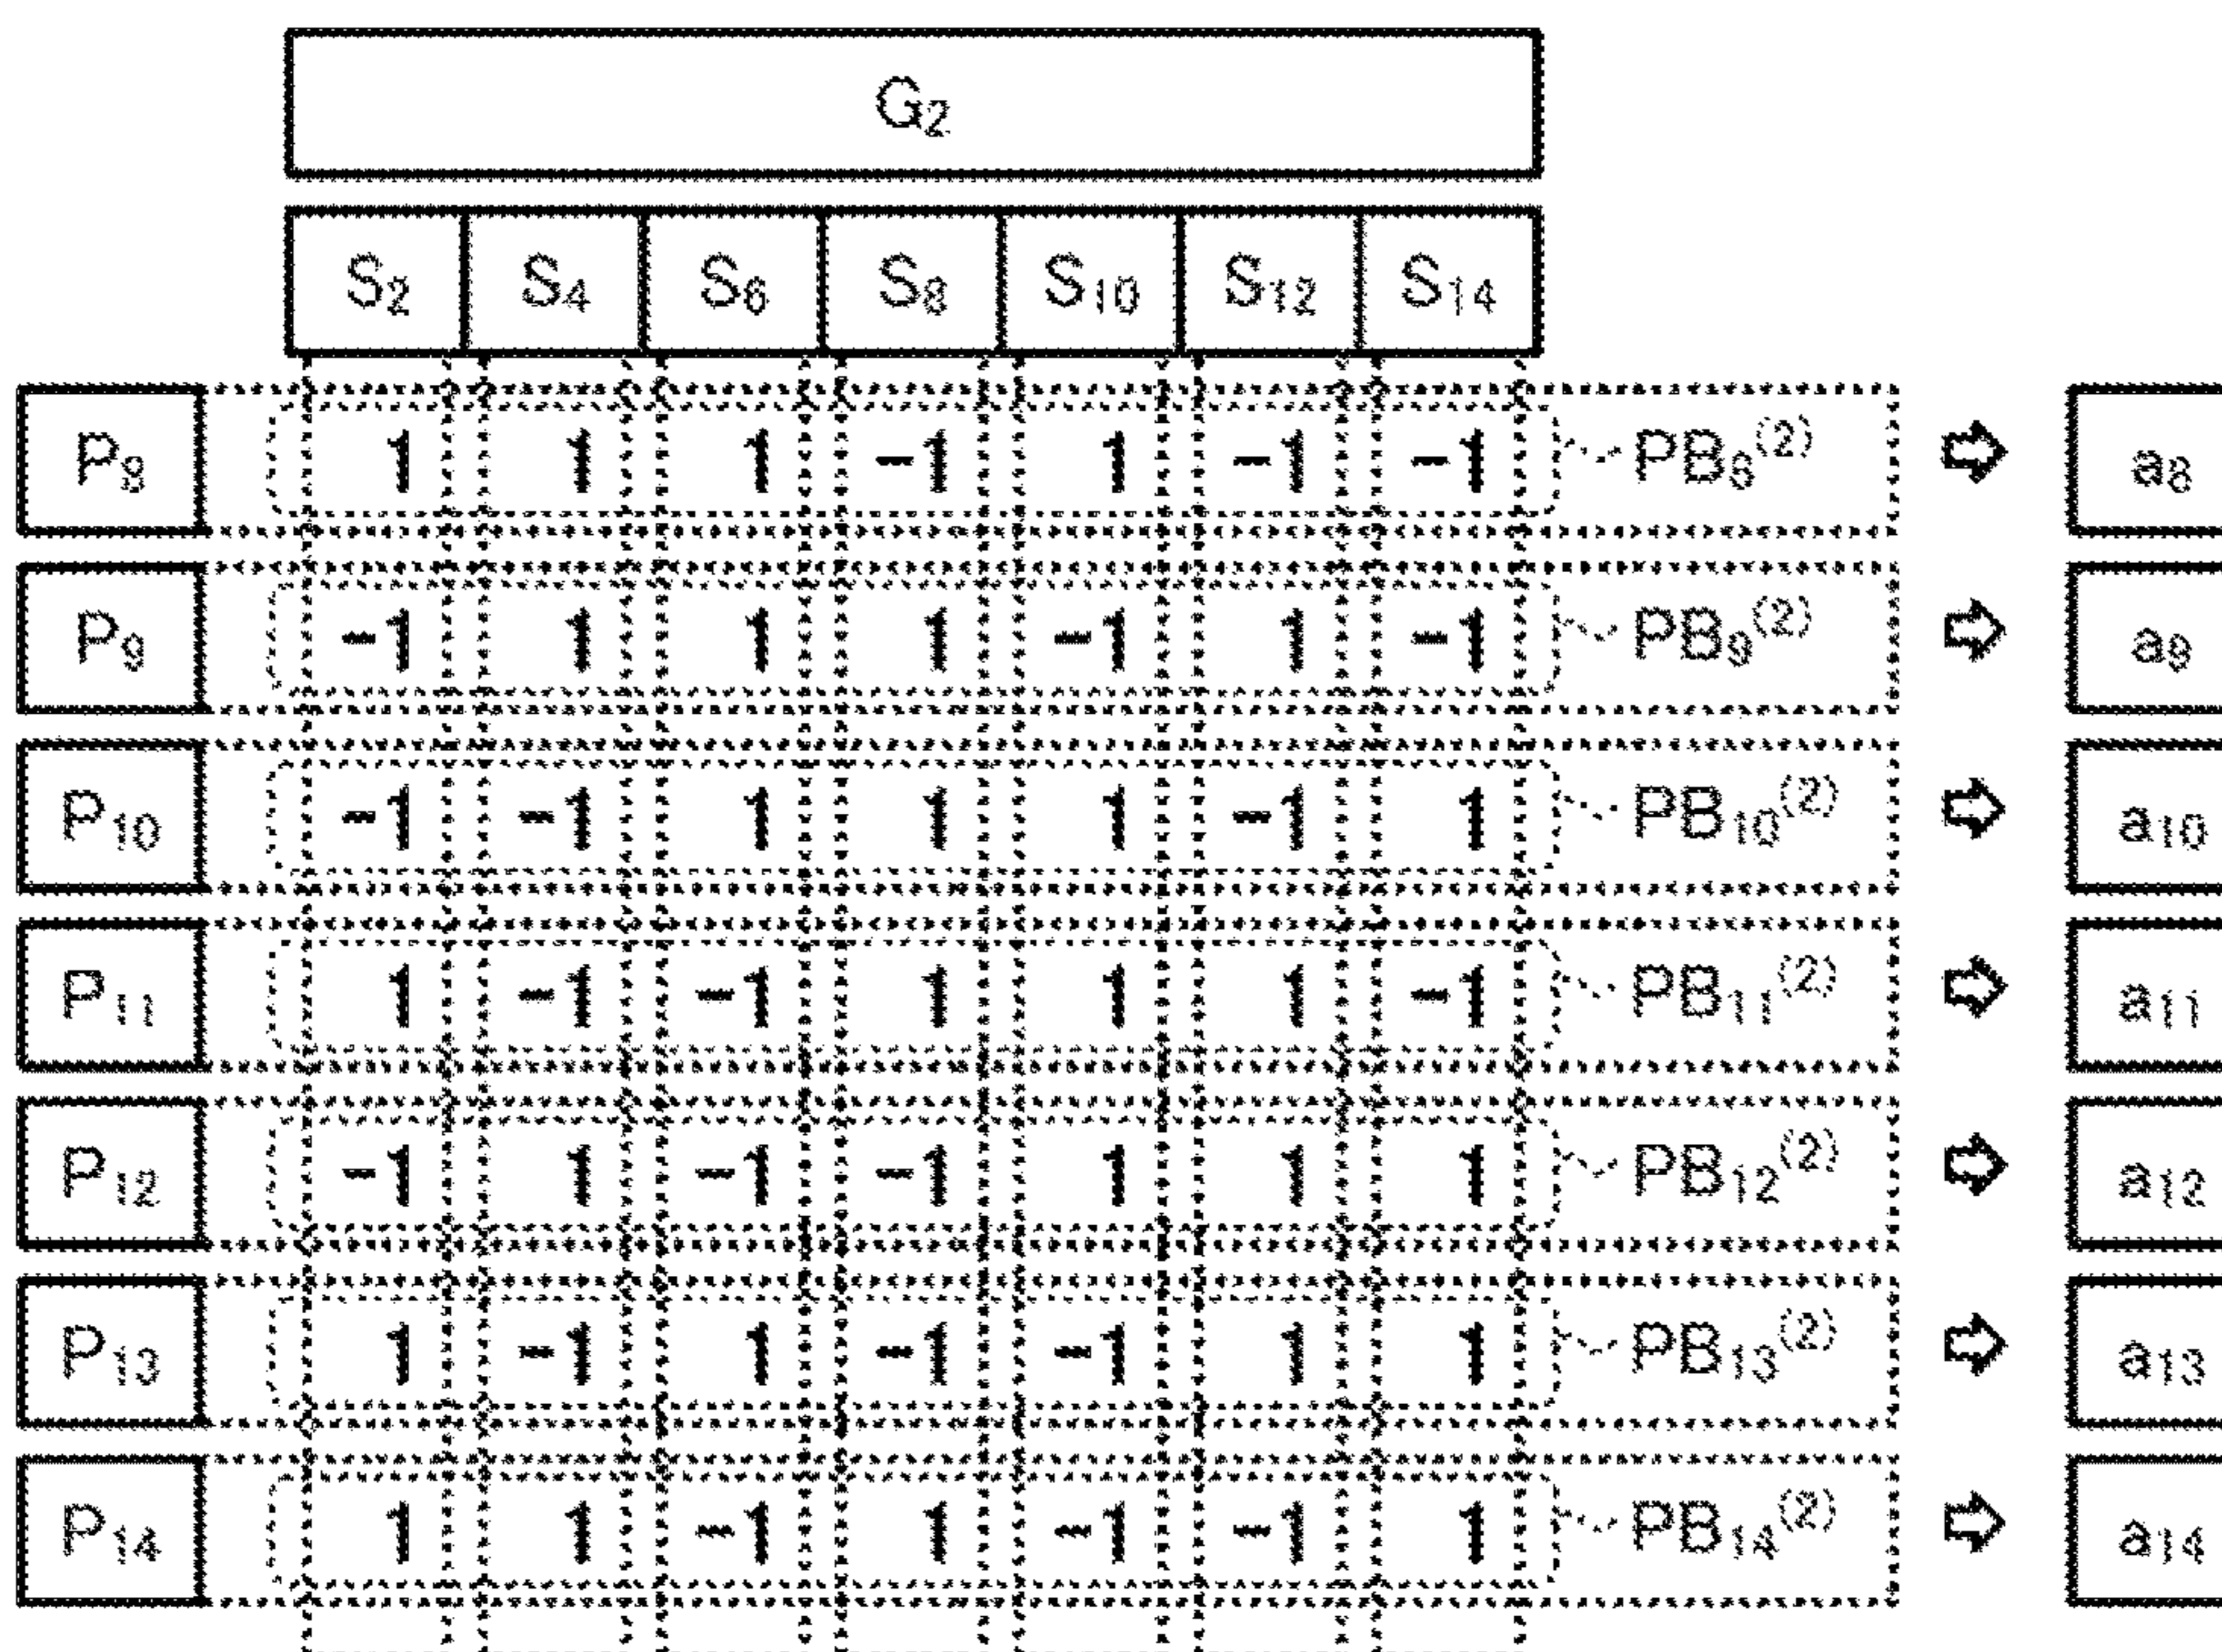 G₂
S₂ S₄ S₆ S₈ S₁₀ S₁₂ S₁₄
P₈ 1 1 1 -1 1 -1 -1 PB₈⁽²⁾ ⇨ a₈
P₉ -1 1 1 1 -1 1 -1 PB₉⁽²⁾ ⇨ a₉
P₁₀ -1 -1 1 1 1 -1 1 PB₁₀⁽²⁾ ⇨ a₁₀
P₁₁ 1 -1 -1 1 1 1 -1 PB₁₁⁽²⁾ ⇨ a₁₁
P₁₂ -1 1 -1 -1 1 1 1 PB₁₂⁽²⁾ ⇨ a₁₂
P₁₃ 1 -1 1 -1 -1 1 1 PB₁₃⁽²⁾ ⇨ a₁₃
P₁₄ 1 1 -1 1 -1 -1 1 PB₁₄⁽²⁾ ⇨ a₁₄